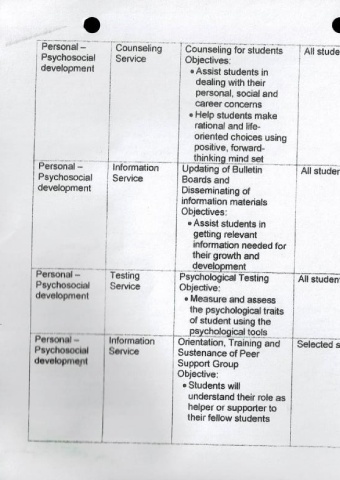 Personal – Counseling Counseling for students All stude
Psychosocial Service Objectives:
development • Assist students in
dealing with their
personal, social and
career concerns
• Help students make
rational and life-
oriented choices using
positive, forward-
thinking mind set
Personal – Information Updating of Bulletin All studen
Psychosocial Service Boards and
development Disseminating of
information materials
Objectives:
• Assist students in
getting relevant
information needed for
their growth and
development
Personal – Testing Psychological Testing All student
Psychosocial Service Objective:
development • Measure and assess
the psychological traits
of student using the
psychological tools
Personal – Information Orientation, Training and Selected s
Psychosocial Service Sustenance of Peer
development Support Group
Objective:
• Students will
understand their role as
helper or supporter to
their fellow students